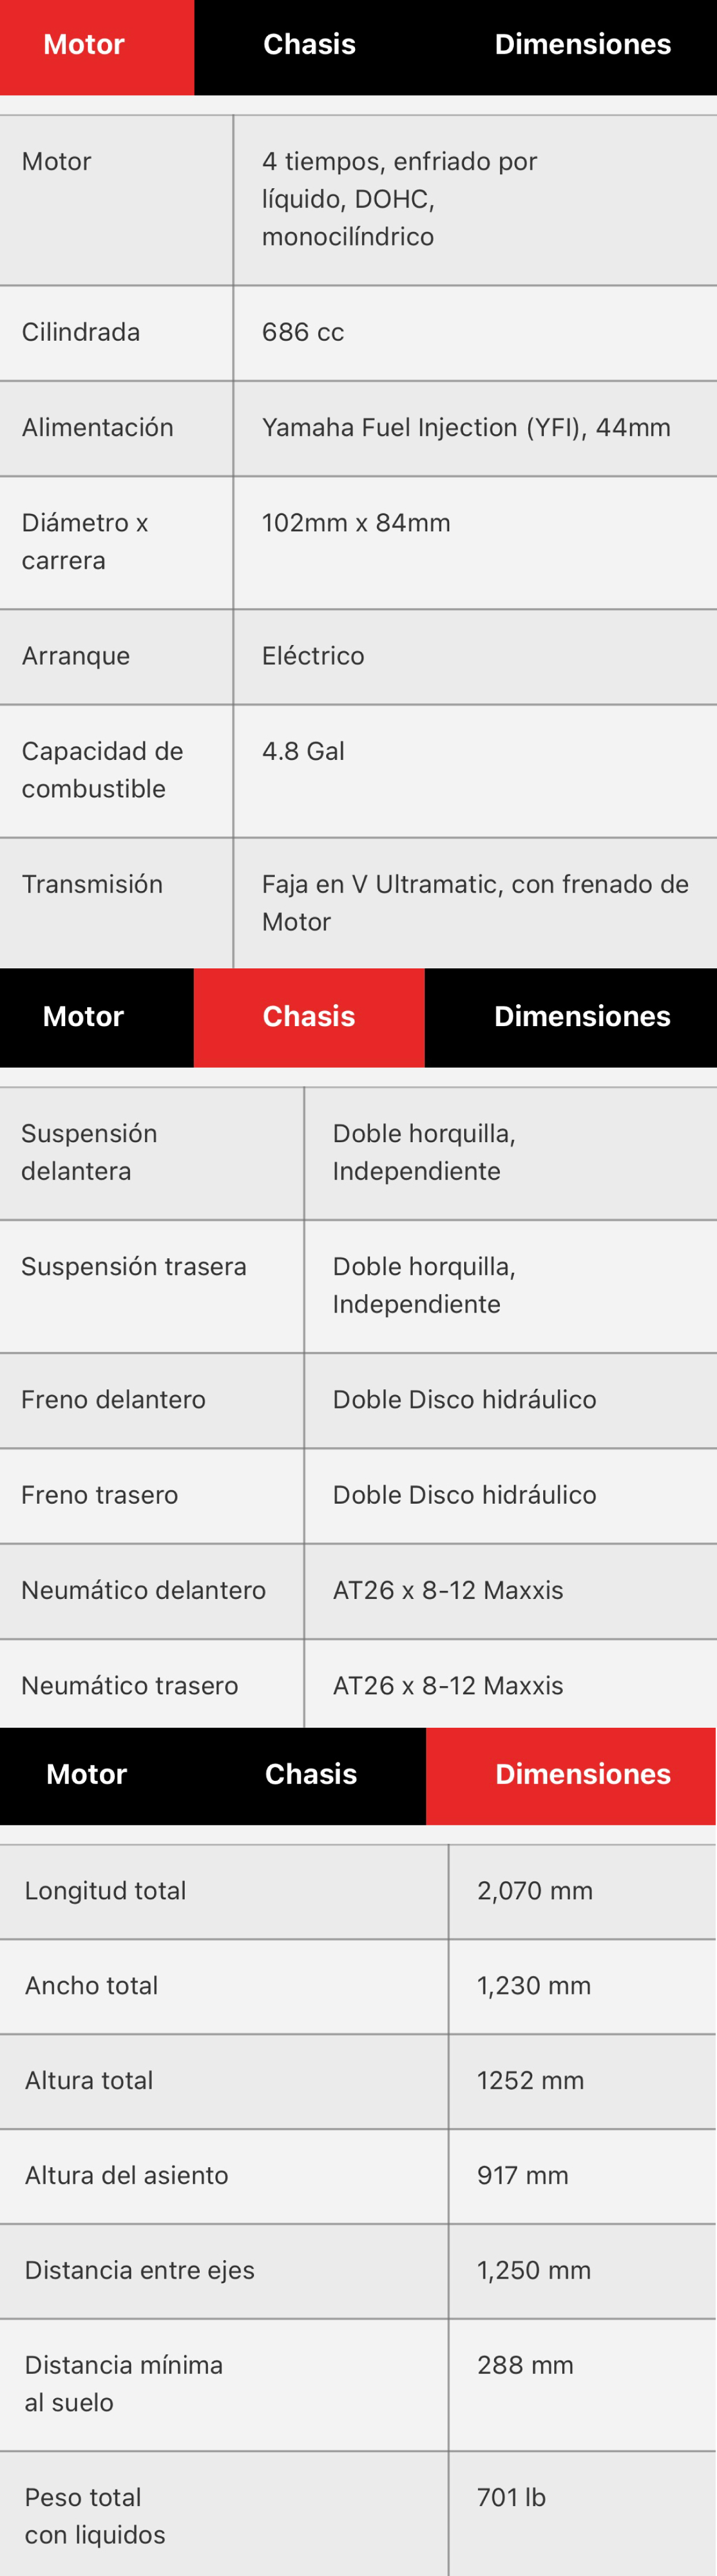 Motor Chasis Dimensiones
Motor 4 tiempos, enfriado por
líquido, DOHC,
monocilíndrico
Cilindrada 686 cc
Alimentación Yamaha Fuel Injection (YFI), 44mm
Diámetro x 102mm x 84mm
carrera
Arranque Eléctrico
Capacidad de 4.8 Gal
combustible
Transmisión Faja en V Ultramatic, con frenado de
Motor
Motor Chasis Dimensiones
Suspensión Doble horquilla,
delantera Independiente
Suspensión trasera Doble horquilla,
Independiente
Freno delantero Doble Disco hidráulico
Freno trasero Doble Disco hidráulico
Neumático delantero AT26 x 8-12 Maxxis
Neumático trasero AT26 x 8-12 Maxxis
Motor Chasis Dimensiones
Longitud total 2,070 mm
Ancho total 1,230 mm
Altura total 1252 mm
Altura del asiento 917 mm
Distancia entre ejes 1,250 mm
Distancia mínima 288 mm
al suelo
Peso total 701 lb
con liquidos